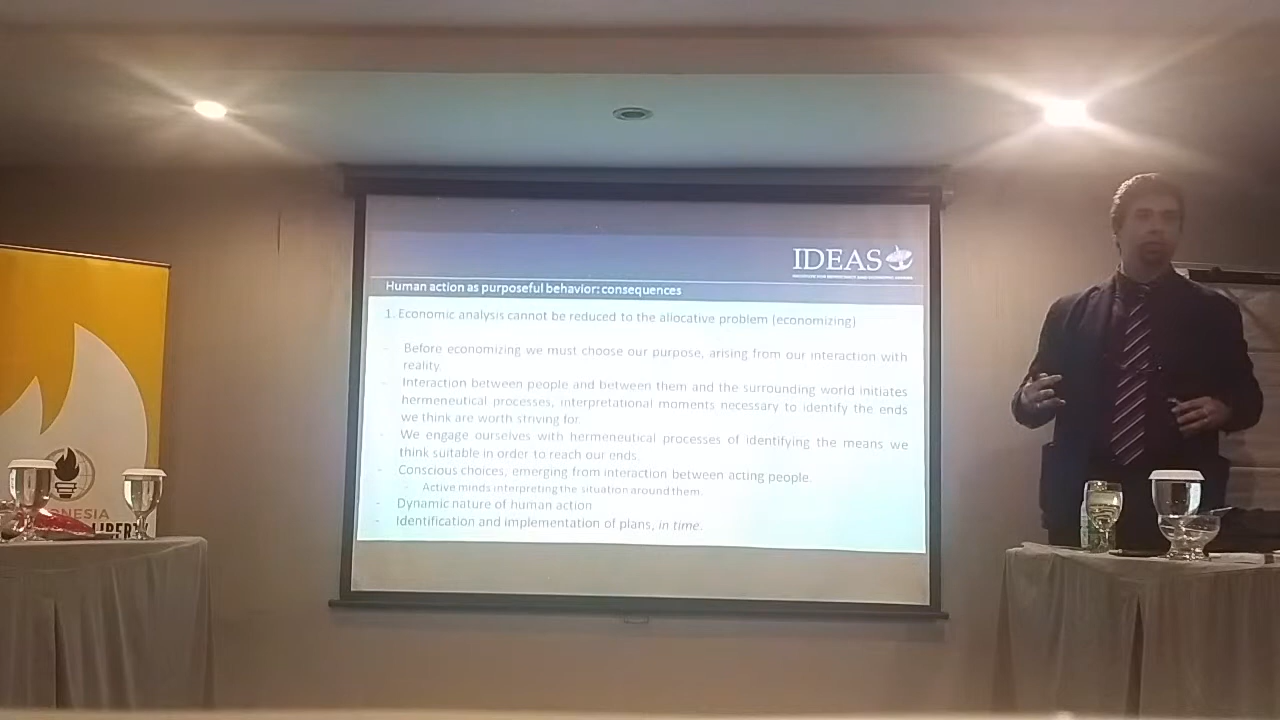 IDEAS
Human action as purposeful behavior: consequences
1. Economic analysis cannot be reduced to the allocative problem (economizing)
- Before economizing we must choose our purpose, arising from our interaction with
reality.
- Interaction between people and between them and the surrounding world initiates
hermeneutical processes, interpretational moments necessary to identify the ends
we think are worth striving for.
- We engage ourselves with hermeneutical processes of identifying the means we
think suitable in order to reach our ends.
- Conscious choices, emerging from interaction between acting people.
- Active minds interpreting the situation around them.
- Dynamic nature of human action
- Identification and implementation of plans, in time.
NESIA
LIBERTY